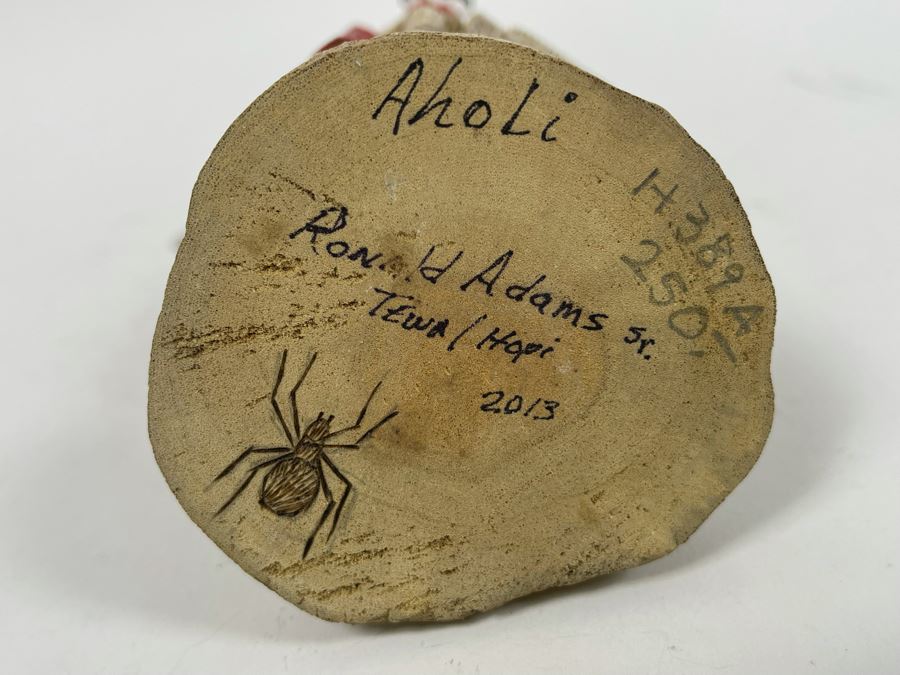 AhoLi
Ronald Adams Sr.
TEWA/Hopi
2013
H389A
250.-